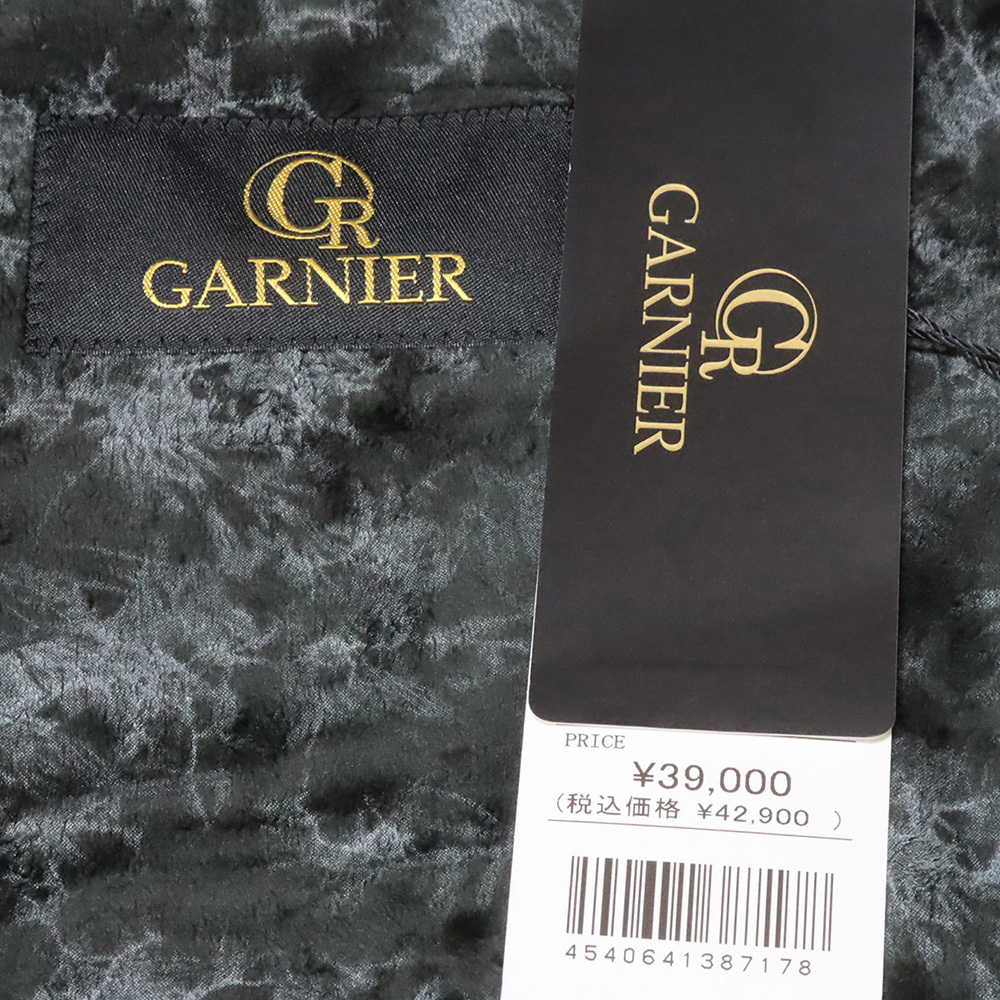 GR
GARNIER
GR
GARNIER
PRICE
¥39,000
(税込価格 ¥42,900 )
4540641387178